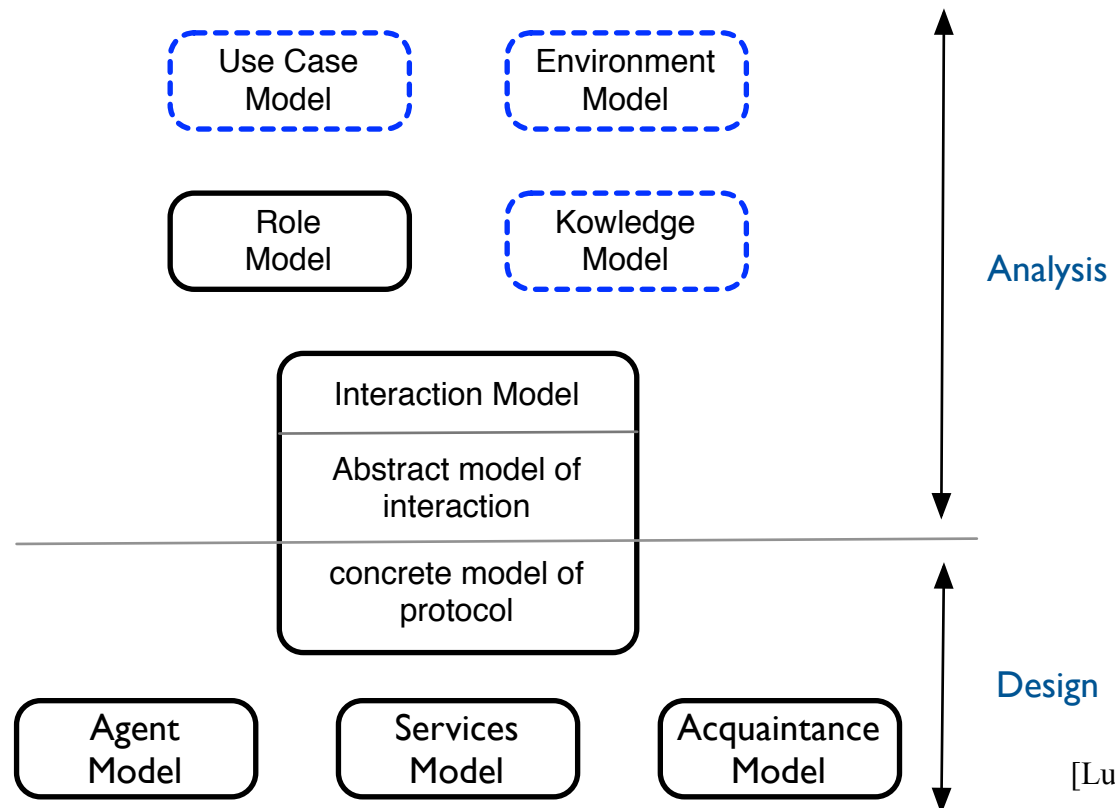 Use Case
Model
Environment
Model
Role
Model
Kowledge
Model
Analysis
Interaction Model
Abstract model of
interaction
concrete model of
protocol
Design
Agent
Model
Services
Model
Acquaintance
Model
[Lu